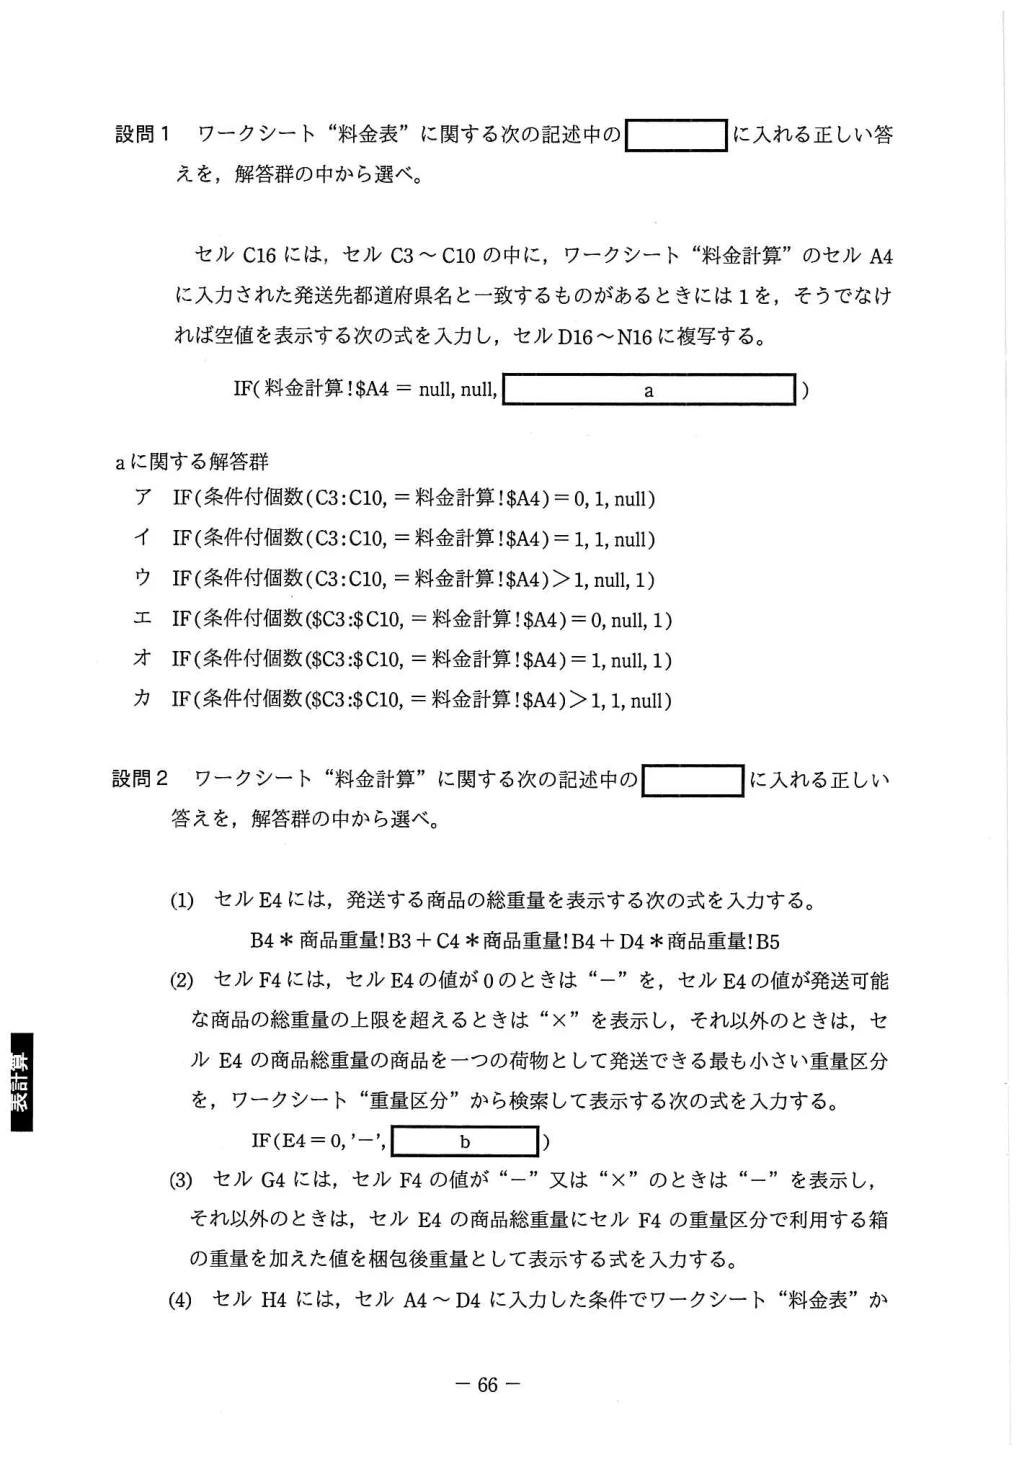 設問1 ワークシート“料金表”に関する次の記述中の に入れる正しい答
えを，解答群の中から選べ。
セル C16 には，セル C3～C10 の中に，ワークシート“料金計算”のセル A4
に入力された発送先都道府県名と一致するものがあるときには 1 を，そうでなけ
れば空値を表示する次の式を入力し，セル D16～N16 に複写する。
IF(料金計算!$A4 = null, null, a )
aに関する解答群
ア IF(条件付個数(C3:C10, =料金計算!$A4)=0, 1, null)
イ IF(条件付個数(C3:C10, =料金計算!$A4)=1, 1, null)
ウ IF(条件付個数(C3:C10, =料金計算!$A4)>1, null, 1)
エ IF(条件付個数($C3:$C10, =料金計算!$A4)=0, null, 1)
オ IF(条件付個数($C3:$C10, =料金計算!$A4)=1, null, 1)
カ IF(条件付個数($C3:$C10, =料金計算!$A4)>1, 1, null)
設問2 ワークシート“料金計算”に関する次の記述中の に入れる正しい
答えを，解答群の中から選べ。
(1) セル E4 には，発送する商品の総重量を表示する次の式を入力する。
B4＊商品重量!B3＋C4＊商品重量!B4＋D4＊商品重量!B5
(2) セル F4 には，セル E4 の値が 0 のときは“－”を，セル E4 の値が発送可能
な商品の総重量の上限を超えるときは“×”を表示し，それ以外のときは，セ
ル E4 の商品総重量の商品を一つの荷物として発送できる最も小さい重量区分
を，ワークシート“重量区分”から検索して表示する次の式を入力する。
IF(E4＝0, '－', b )
(3) セル G4 には，セル F4 の値が“－”又は“×”のときは“－”を表示し，
それ以外のときは，セル E4 の商品総重量にセル F4 の重量区分で利用する箱
の重量を加えた値を梱包後重量として表示する式を入力する。
(4) セル H4 には，セル A4～D4 に入力した条件でワークシート“料金表”か
表計算
－ 66 －